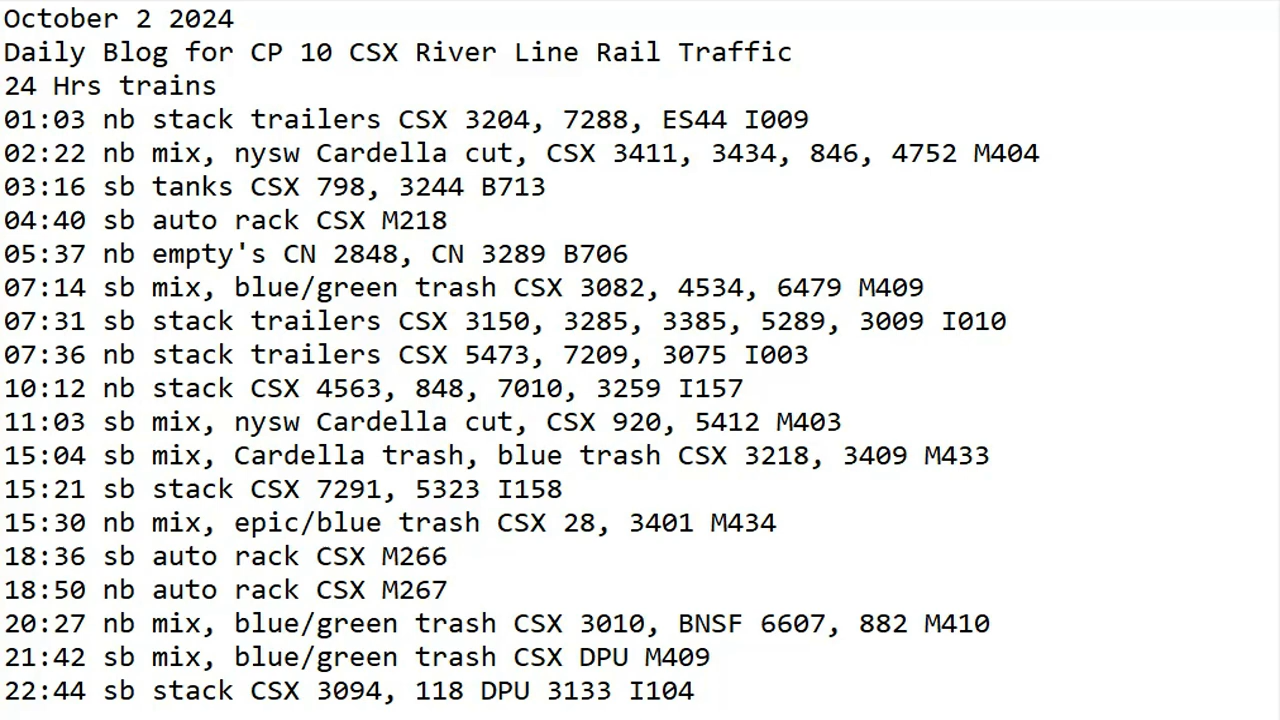 October 2 2024
Daily Blog for CP 10 CSX River Line Rail Traffic
24 Hrs trains
01:03 nb stack trailers CSX 3204, 7288, ES44 I009
02:22 nb mix, nysw Cardella cut, CSX 3411, 3434, 846, 4752 M404
03:16 sb tanks CSX 798, 3244 B713
04:40 sb auto rack CSX M218
05:37 nb empty's CN 2848, CN 3289 B706
07:14 sb mix, blue/green trash CSX 3082, 4534, 6479 M409
07:31 sb stack trailers CSX 3150, 3285, 3385, 5289, 3009 I010
07:36 nb stack trailers CSX 5473, 7209, 3075 I003
10:12 nb stack CSX 4563, 848, 7010, 3259 I157
11:03 sb mix, nysw Cardella cut, CSX 920, 5412 M403
15:04 sb mix, Cardella trash, blue trash CSX 3218, 3409 M433
15:21 sb stack CSX 7291, 5323 I158
15:30 nb mix, epic/blue trash CSX 28, 3401 M434
18:36 sb auto rack CSX M266
18:50 nb auto rack CSX M267
20:27 nb mix, blue/green trash CSX 3010, BNSF 6607, 882 M410
21:42 sb mix, blue/green trash CSX DPU M409
22:44 sb stack CSX 3094, 118 DPU 3133 I104